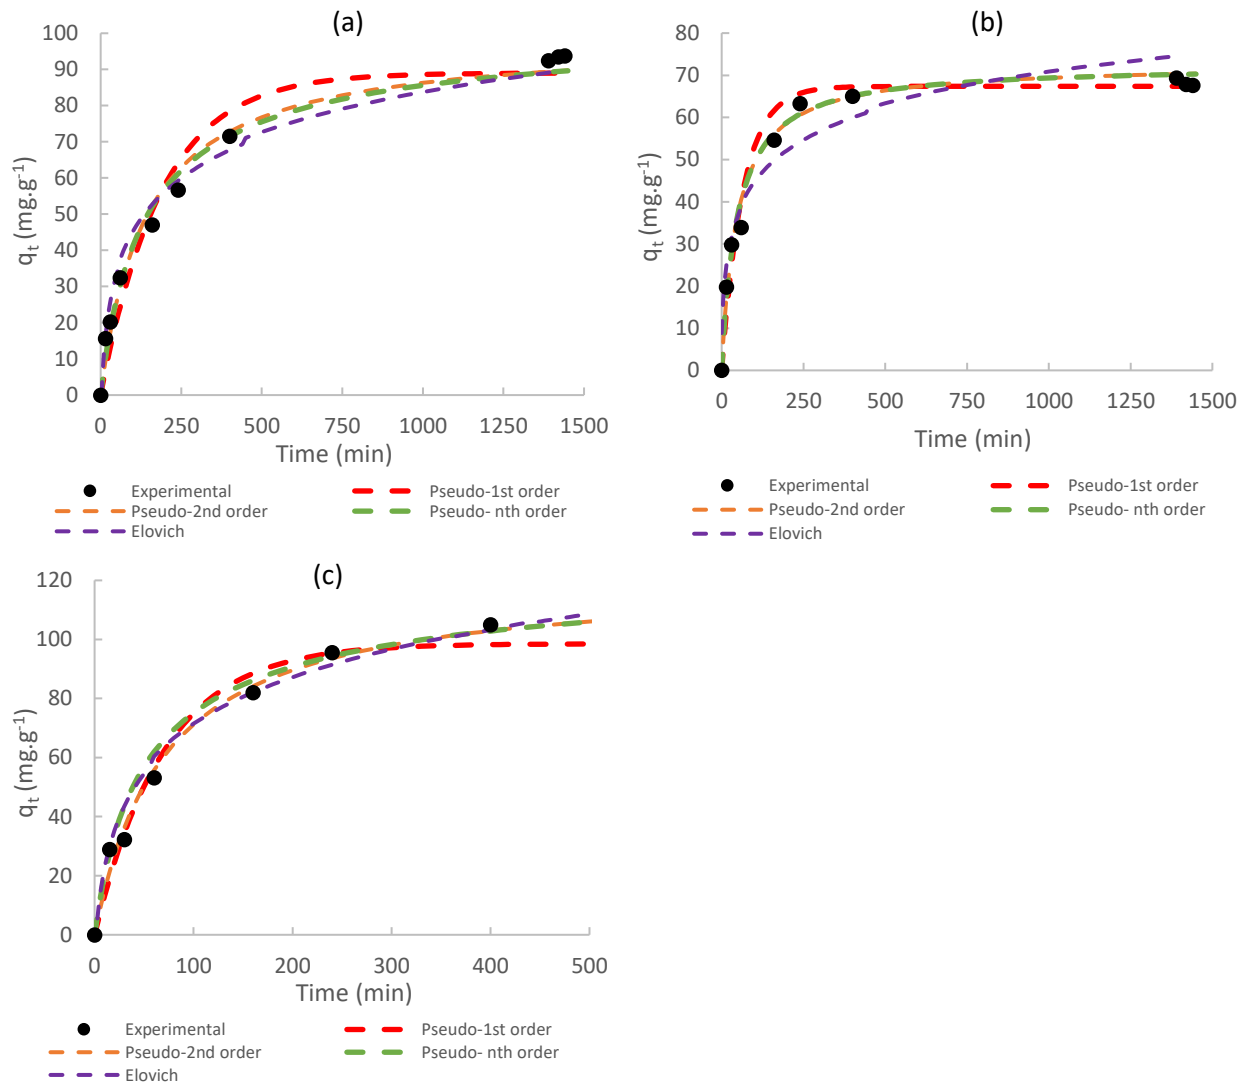 (a)
100
90
80
70
60
50
40
30
20
10
0
qt (mg.g-1)
0 250 500 750 1000 1250 1500
Time (min)
Experimental Pseudo-1st order
Pseudo-2nd order Pseudo- nth order
Elovich
(b)
80
70
60
50
40
30
20
10
0
qt (mg.g-1)
0 250 500 750 1000 1250 1500
Time (min)
Experimental Pseudo-1st order
Pseudo-2nd order Pseudo- nth order
Elovich
(c)
120
100
80
60
40
20
0
qt (mg.g-1)
0 100 200 300 400 500
Time (min)
Experimental Pseudo-1st order
Pseudo-2nd order Pseudo- nth order
Elovich